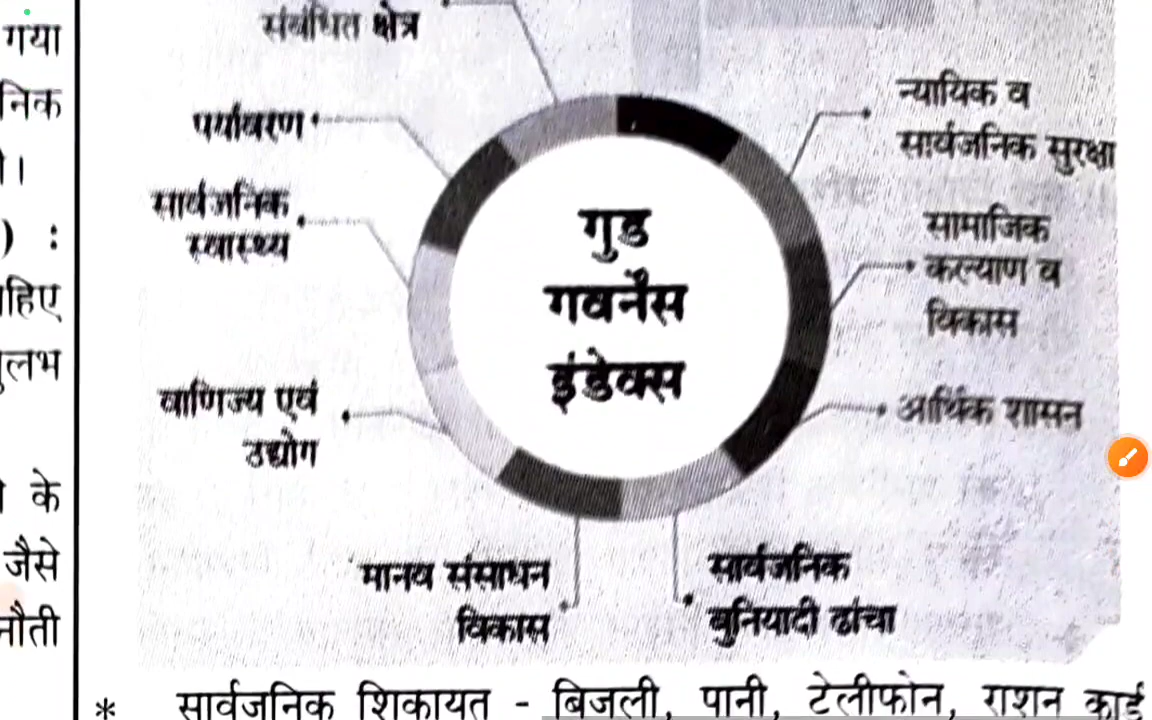 गया
निक
ी।
) :
हिए
ुलभ
ी के
जैसे
नौती
संबंधित क्षेत्र
पर्यावरण
सार्वजनिक
स्वास्थ्य
वाणिज्य एवं
उद्योग
मानव संसाधन
विकास
गुड
गवर्नेंस
इंडेक्स
न्यायिक व
सार्वजनिक सुरक्षा
सामाजिक
कल्याण व
विकास
आर्थिक शासन
सार्वजनिक
बुनियादी ढांचा
* सार्वजनिक शिकायत - बिजली, पानी, टेलीफोन, राशन कार्ड